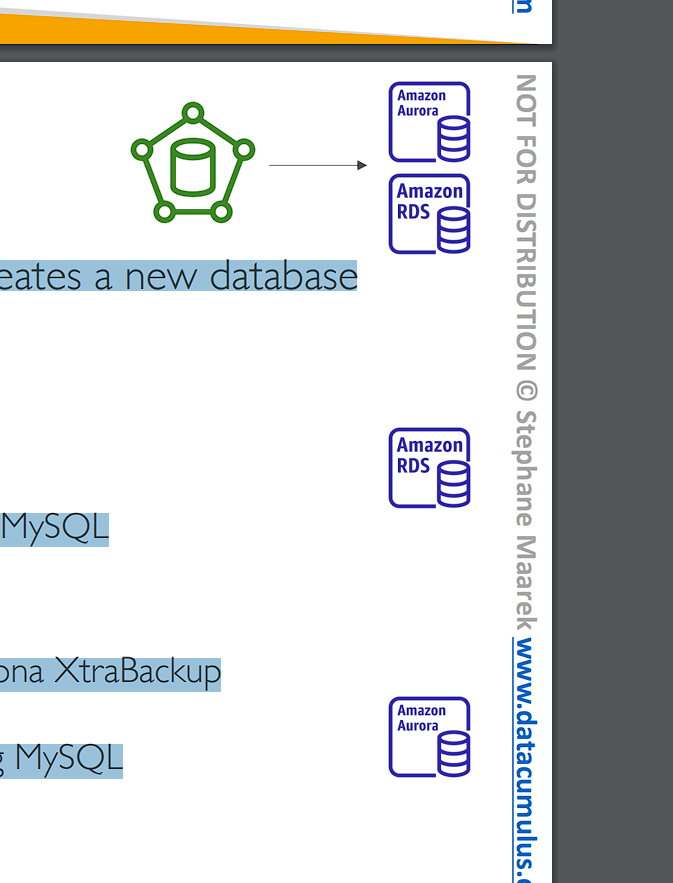 m
Amazon
Aurora
Amazon
RDS
eates a new database
Amazon
RDS
MySQL
ona XtraBackup
Amazon
Aurora
g MySQL
NOT FOR DISTRIBUTION © Stephane Maarek www.datacumulus.c